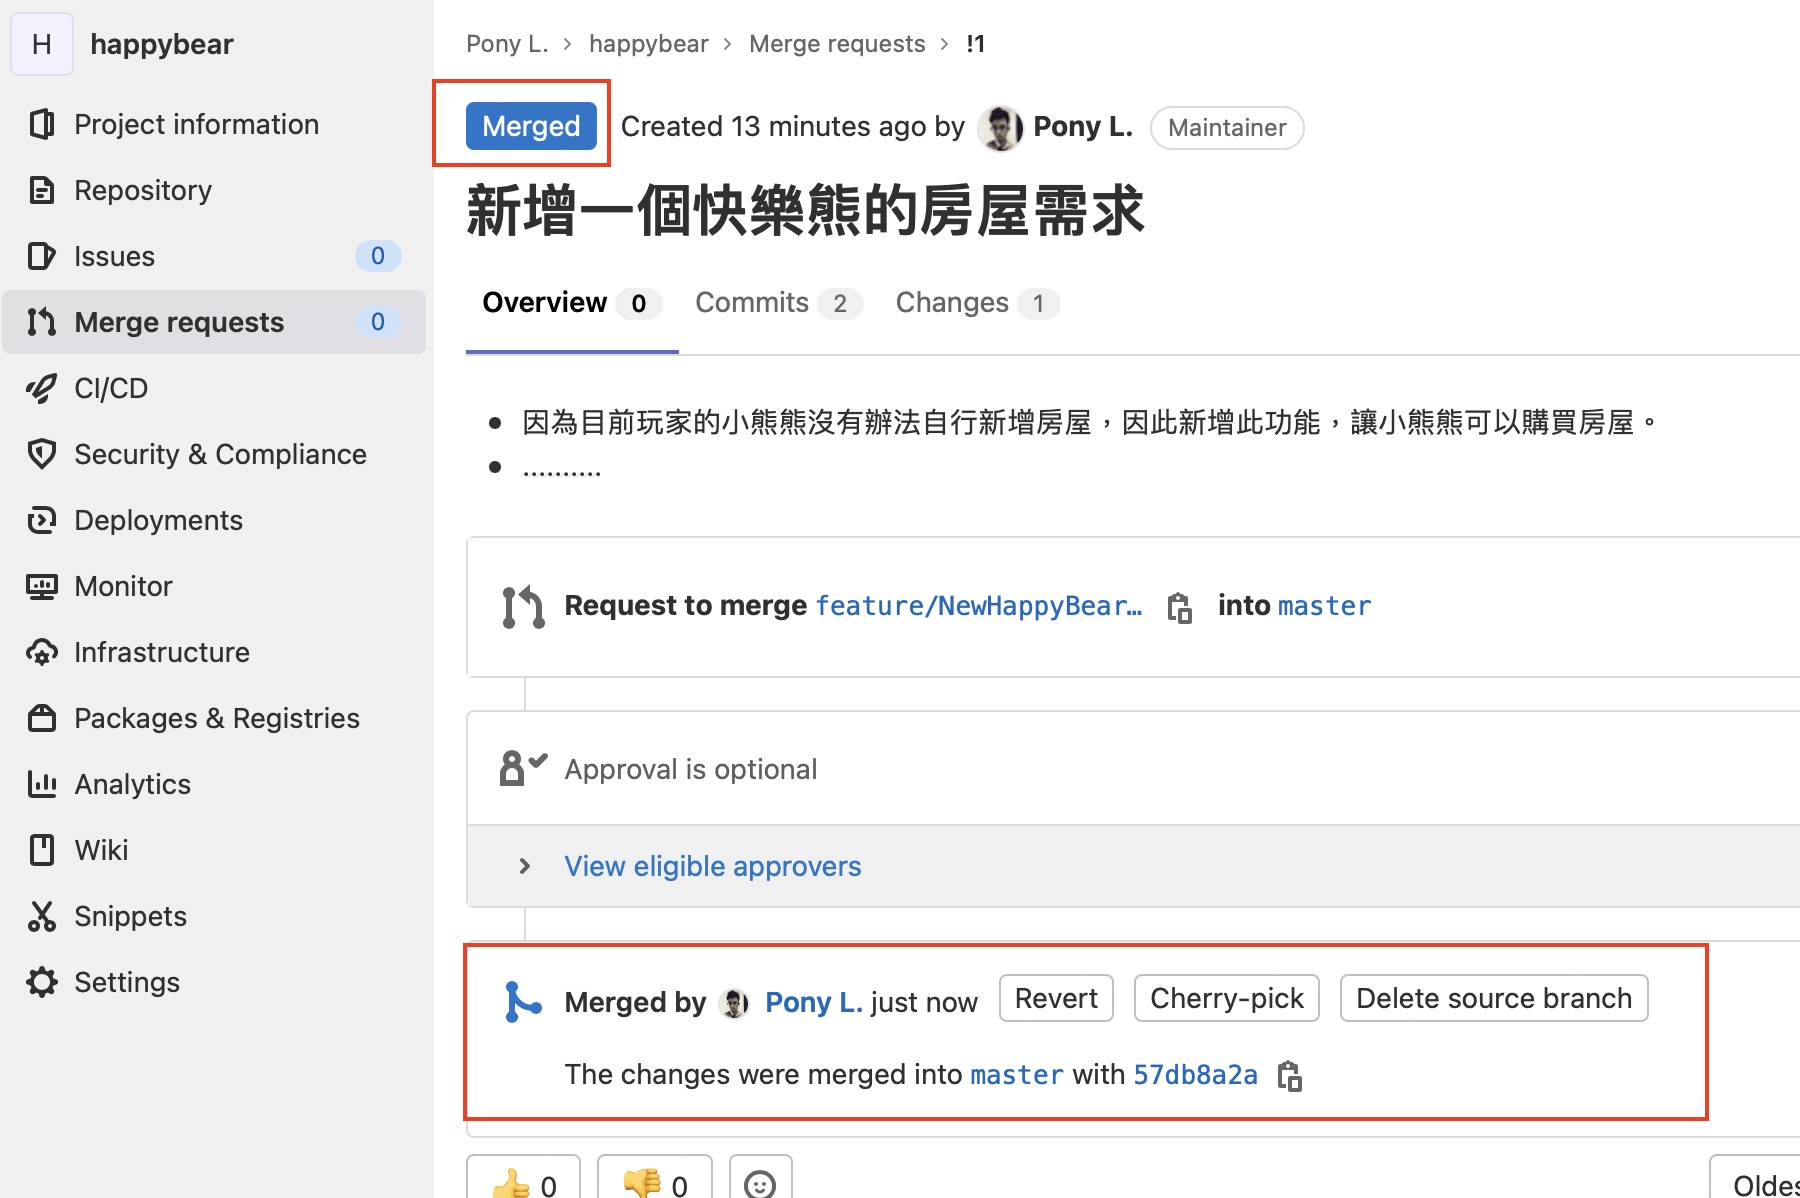 H happybear
Project information
Repository
Issues 0
Merge requests 0
CI/CD
Security & Compliance
Deployments
Monitor
Infrastructure
Packages & Registries
Analytics
Wiki
Snippets
Settings
Pony L. › happybear › Merge requests › !1
Merged Created 13 minutes ago by Pony L. Maintainer
新增一個快樂熊的房屋需求
Overview 0 Commits 2 Changes 1
• 因為目前玩家的小熊熊沒有辦法自行新增房屋，因此新增此功能，讓小熊熊可以購買房屋。
• ..........
Request to merge feature/NewHappyBear… into master
Approval is optional
View eligible approvers
Merged by Pony L. just now Revert Cherry-pick Delete source branch
The changes were merged into master with 57db8a2a
👍 0 👎 0
Oldes